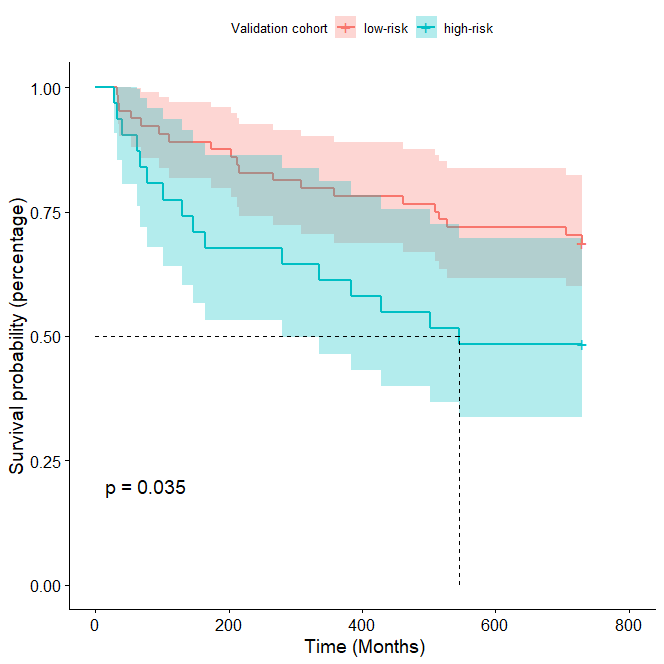 Validation cohort low-risk high-risk
Survival probability (percentage)
1.00
0.75
0.50
0.25
0.00
p = 0.035
0 200 400 600 800
Time (Months)